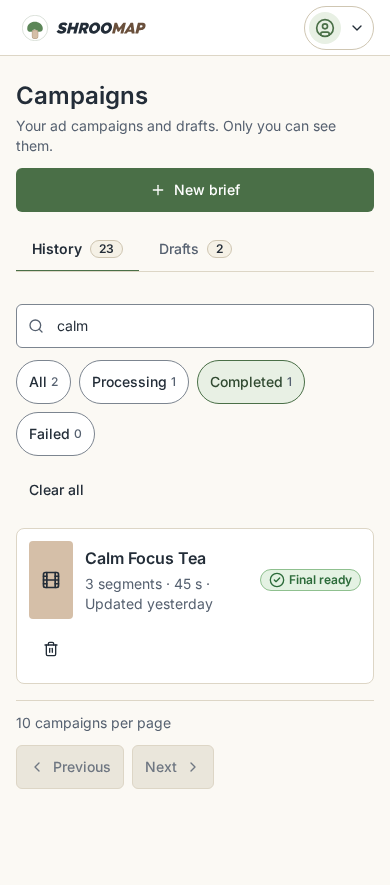 SHROOMAP
Campaigns
Your ad campaigns and drafts. Only you can see
them.
New brief
History 23 Drafts 2
calm
All 2 Processing 1 Completed 1
Failed 0
Clear all
Calm Focus Tea
3 segments · 45 s ·
Updated yesterday
Final ready
10 campaigns per page
Previous Next